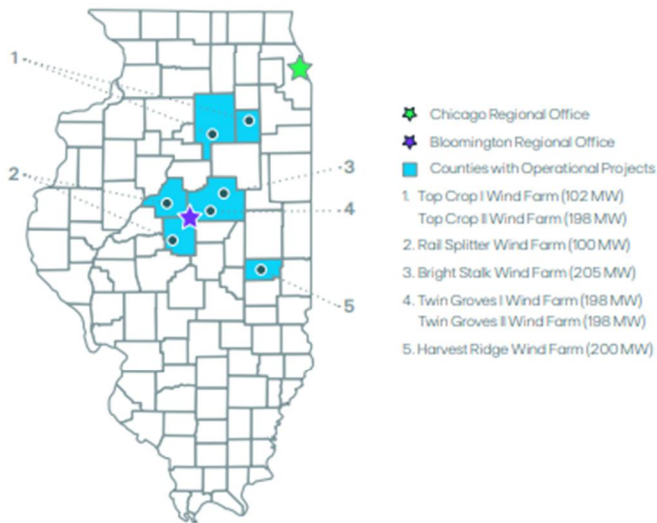 1
2
3
4
5
Chicago Regional Office
Bloomington Regional Office
Counties with Operational Projects
1. Top Crop I Wind Farm (102 MW)
Top Crop II Wind Farm (198 MW)
2. Rail Splitter Wind Farm (100 MW)
3. Bright Stalk Wind Farm (205 MW)
4. Twin Groves I Wind Farm (198 MW)
Twin Groves II Wind Farm (198 MW)
5. Harvest Ridge Wind Farm (200 MW)